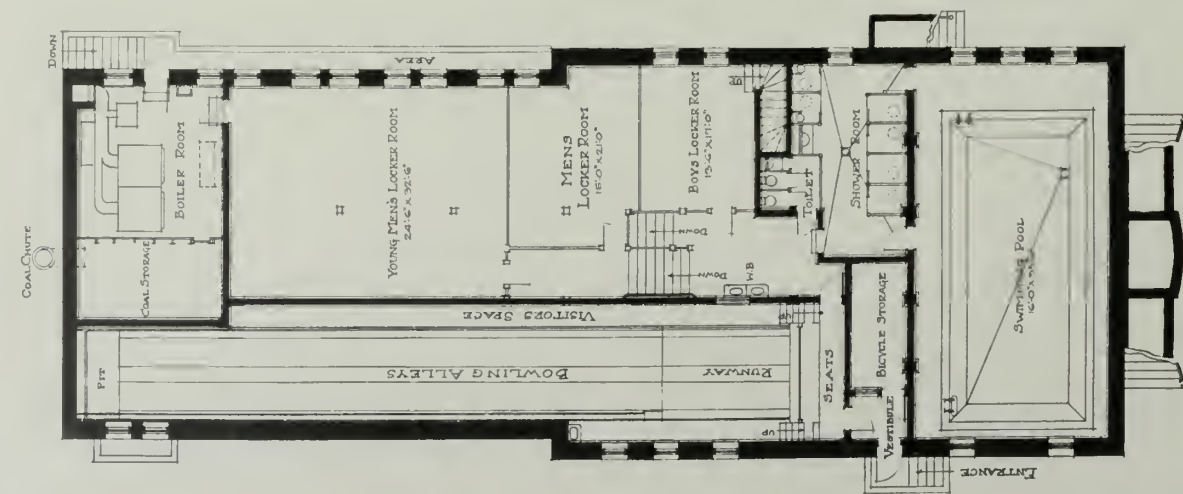 DOWN
AREA
COAL CHUTE
BOILER ROOM
COAL STORAGE
YOUNG MEN'S LOCKER ROOM
24'-6" X 32'-6"
MENS
LOCKER ROOM
15'-0" X 21'-0"
BOYS LOCKER ROOM
13'-6" X 17'-0"
UP
DOWN
DOWN
W.B
TOILET
SHOWER ROOM
VISITORS SPACE
PIT
BOWLING ALLEYS
RUNWAY
SEATS
UP
BICYCLE STORAGE
VESTIBULE
ENTRANCE
SWIMMING POOL